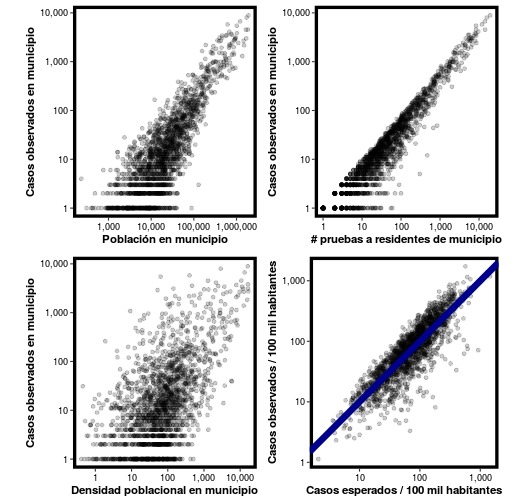 10,000
1,000
100
10
1
Casos observados en municipio
1,000 10,000 100,000 1,000,000
Población en municipio
10,000
1,000
100
10
1
Casos observados en municipio
1 10 100 1,000 10,000
# pruebas a residentes de municipio
10,000
1,000
100
10
1
Casos observados en municipio
1 10 100 1,000 10,000
Densidad poblacional en municipio
1,000
100
10
1
Casos observados / 100 mil habitantes
10 100 1,000
Casos esperados / 100 mil habitantes